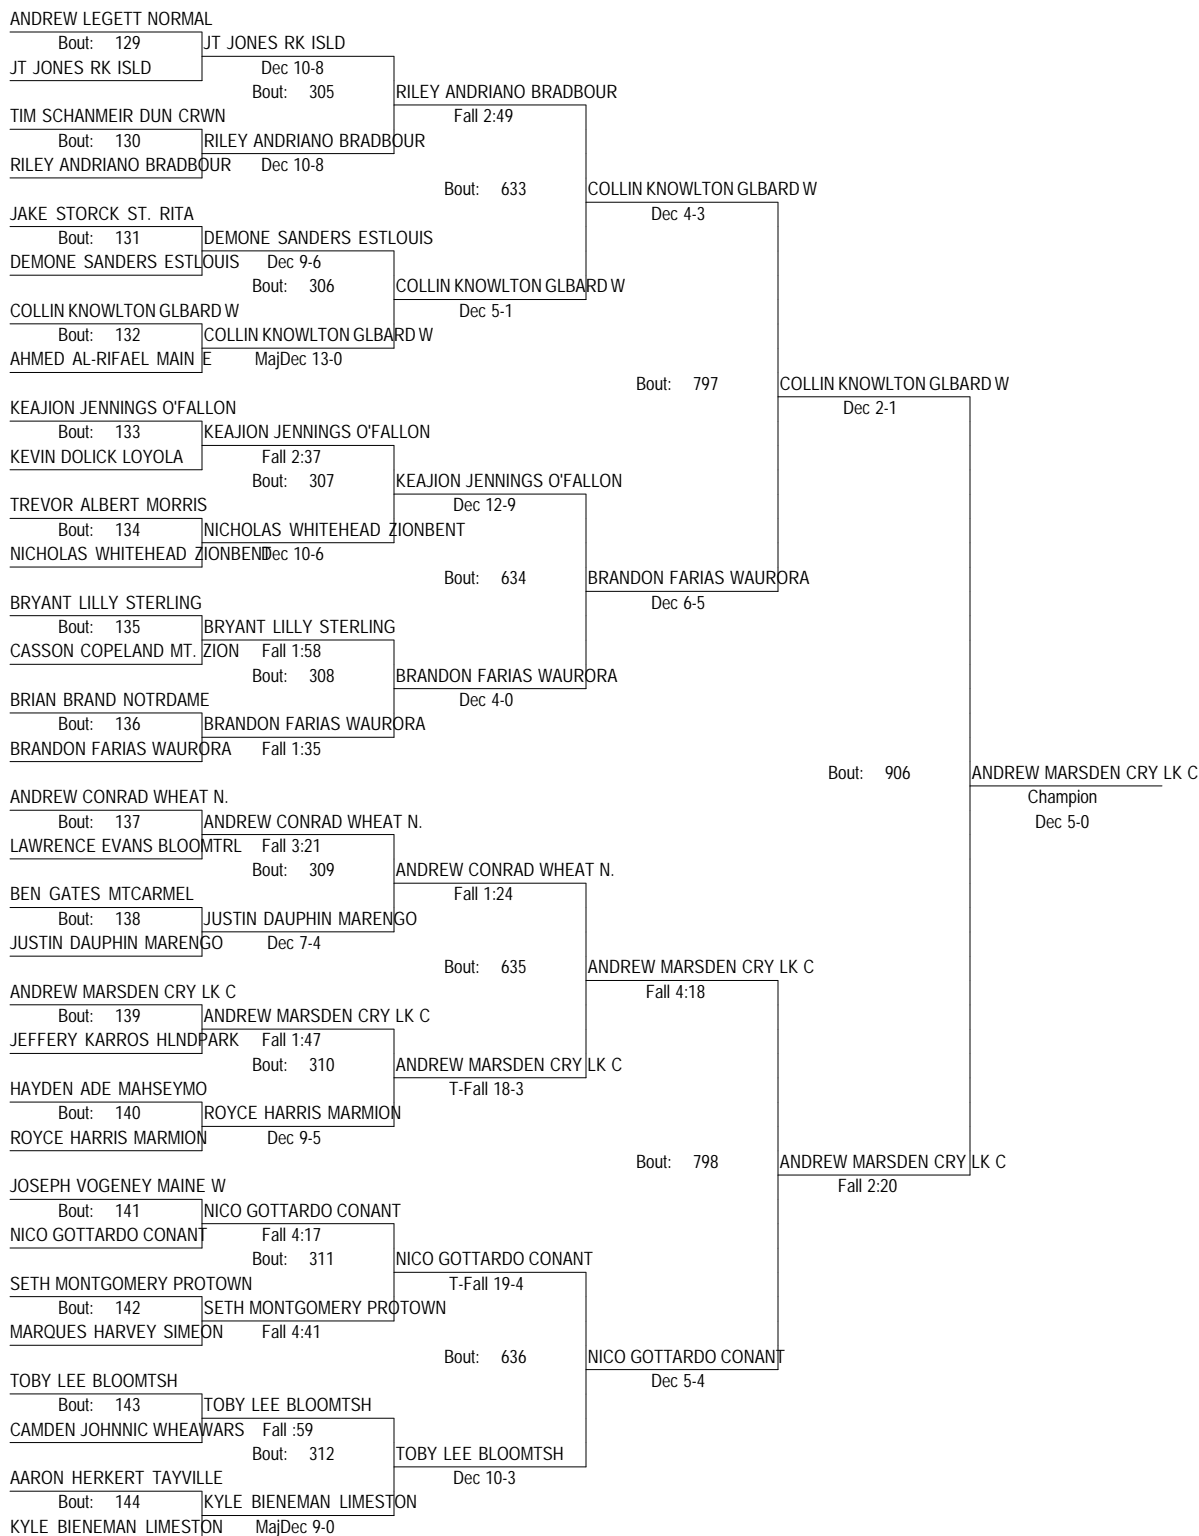 ANDREW LEGETT NORMAL
Bout: 129 JT JONES RK ISLD
JT JONES RK ISLD Dec 10-8
Bout: 305 RILEY ANDRIANO BRADBOUR
TIM SCHANMEIR DUN CRWN Fall 2:49
Bout: 130 RILEY ANDRIANO BRADBOUR
RILEY ANDRIANO BRADBOUR Dec 10-8
Bout: 633 COLLIN KNOWLTON GLBARD W
JAKE STORCK ST. RITA Dec 4-3
Bout: 131 DEMONE SANDERS ESTLOUIS
DEMONE SANDERS ESTLOUIS Dec 9-6
Bout: 306 COLLIN KNOWLTON GLBARD W
COLLIN KNOWLTON GLBARD W Dec 5-1
Bout: 132 COLLIN KNOWLTON GLBARD W
AHMED AL-RIFAEL MAIN E MajDec 13-0
Bout: 797 COLLIN KNOWLTON GLBARD W
KEAJION JENNINGS O'FALLON Dec 2-1
Bout: 133 KEAJION JENNINGS O'FALLON
KEVIN DOLICK LOYOLA Fall 2:37
Bout: 307 KEAJION JENNINGS O'FALLON
TREVOR ALBERT MORRIS Dec 12-9
Bout: 134 NICHOLAS WHITEHEAD ZIONBENT
NICHOLAS WHITEHEAD ZIONBENT Dec 10-6
Bout: 634 BRANDON FARIAS WAURORA
BRYANT LILLY STERLING Dec 6-5
Bout: 135 BRYANT LILLY STERLING
CASSON COPELAND MT. ZION Fall 1:58
Bout: 308 BRANDON FARIAS WAURORA
BRIAN BRAND NOTRDAME Dec 4-0
Bout: 136 BRANDON FARIAS WAURORA
BRANDON FARIAS WAURORA Fall 1:35
Bout: 906 ANDREW MARSDEN CRY LK C
ANDREW CONRAD WHEAT N. Champion
Bout: 137 ANDREW CONRAD WHEAT N. Dec 5-0
LAWRENCE EVANS BLOOMTRL Fall 3:21
Bout: 309 ANDREW CONRAD WHEAT N.
BEN GATES MTCARMEL Fall 1:24
Bout: 138 JUSTIN DAUPHIN MARENGO
JUSTIN DAUPHIN MARENGO Dec 7-4
Bout: 635 ANDREW MARSDEN CRY LK C
ANDREW MARSDEN CRY LK C Fall 4:18
Bout: 139 ANDREW MARSDEN CRY LK C
JEFFERY KARROS HLNDPARK Fall 1:47
Bout: 310 ANDREW MARSDEN CRY LK C
HAYDEN ADE MAHSEYMO T-Fall 18-3
Bout: 140 ROYCE HARRIS MARMION
ROYCE HARRIS MARMION Dec 9-5
Bout: 798 ANDREW MARSDEN CRY LK C
JOSEPH VOGENEY MAINE W Fall 2:20
Bout: 141 NICO GOTTARDO CONANT
NICO GOTTARDO CONANT Fall 4:17
Bout: 311 NICO GOTTARDO CONANT
SETH MONTGOMERY PROTOWN T-Fall 19-4
Bout: 142 SETH MONTGOMERY PROTOWN
MARQUES HARVEY SIMEON Fall 4:41
Bout: 636 NICO GOTTARDO CONANT
TOBY LEE BLOOMTSH Dec 5-4
Bout: 143 TOBY LEE BLOOMTSH
CAMDEN JOHNNIC WHEAWARS Fall :59
Bout: 312 TOBY LEE BLOOMTSH
AARON HERKERT TAYVILLE Dec 10-3
Bout: 144 KYLE BIENEMAN LIMESTON
KYLE BIENEMAN LIMESTON MajDec 9-0